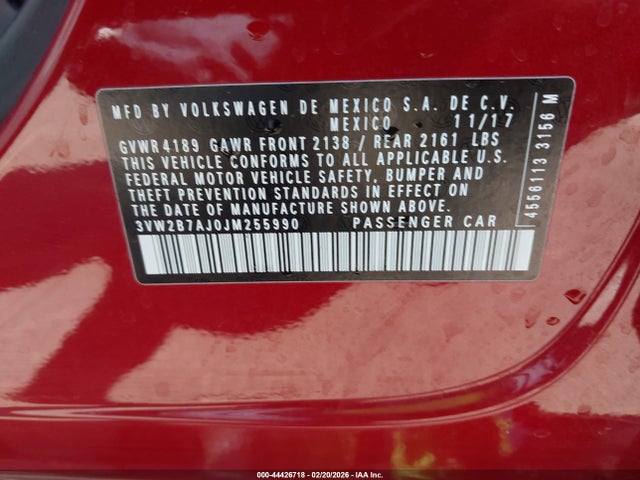 MFD BY VOLKSWAGEN DE MEXICO S.A. DE C.V.
MEXICO 11/17
GVWR 4189 GAWR FRONT 2138 / REAR 2161 LBS
THIS VEHICLE CONFORMS TO ALL APPLICABLE U.S.
FEDERAL MOTOR VEHICLE SAFETY, BUMPER AND
THEFT PREVENTION STANDARDS IN EFFECT ON
THE DATE OF MANUFACTURE SHOWN ABOVE
3VW2B7AJ0JM255990 PASSENGER CAR
4556113 3156 M
000-44426718 - 02/20/2026 - IAA Inc.